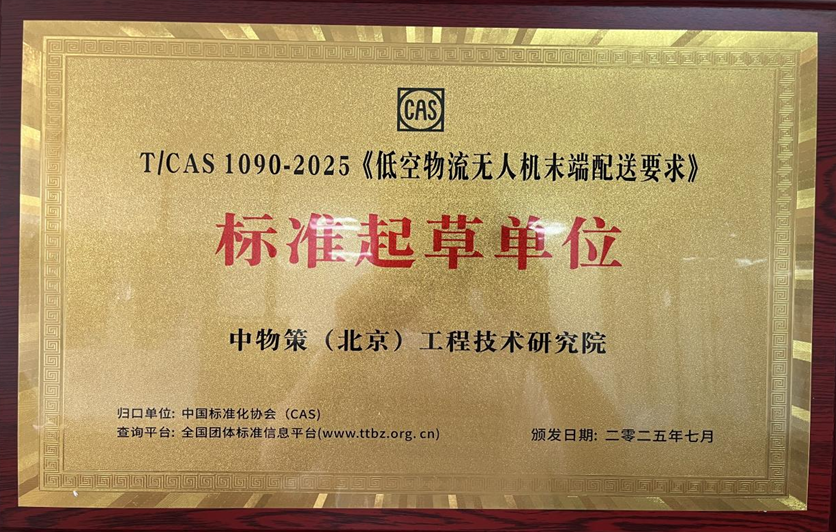 CAS
T/CAS 1090-2025《低空物流无人机末端配送要求》
标准起草单位
中物策（北京）工程技术研究院
归口单位: 中国标准化协会（CAS)
查询平台: 全国团体标准信息平台(www.ttbz.org.cn)
颁发日期: 二零二五年七月